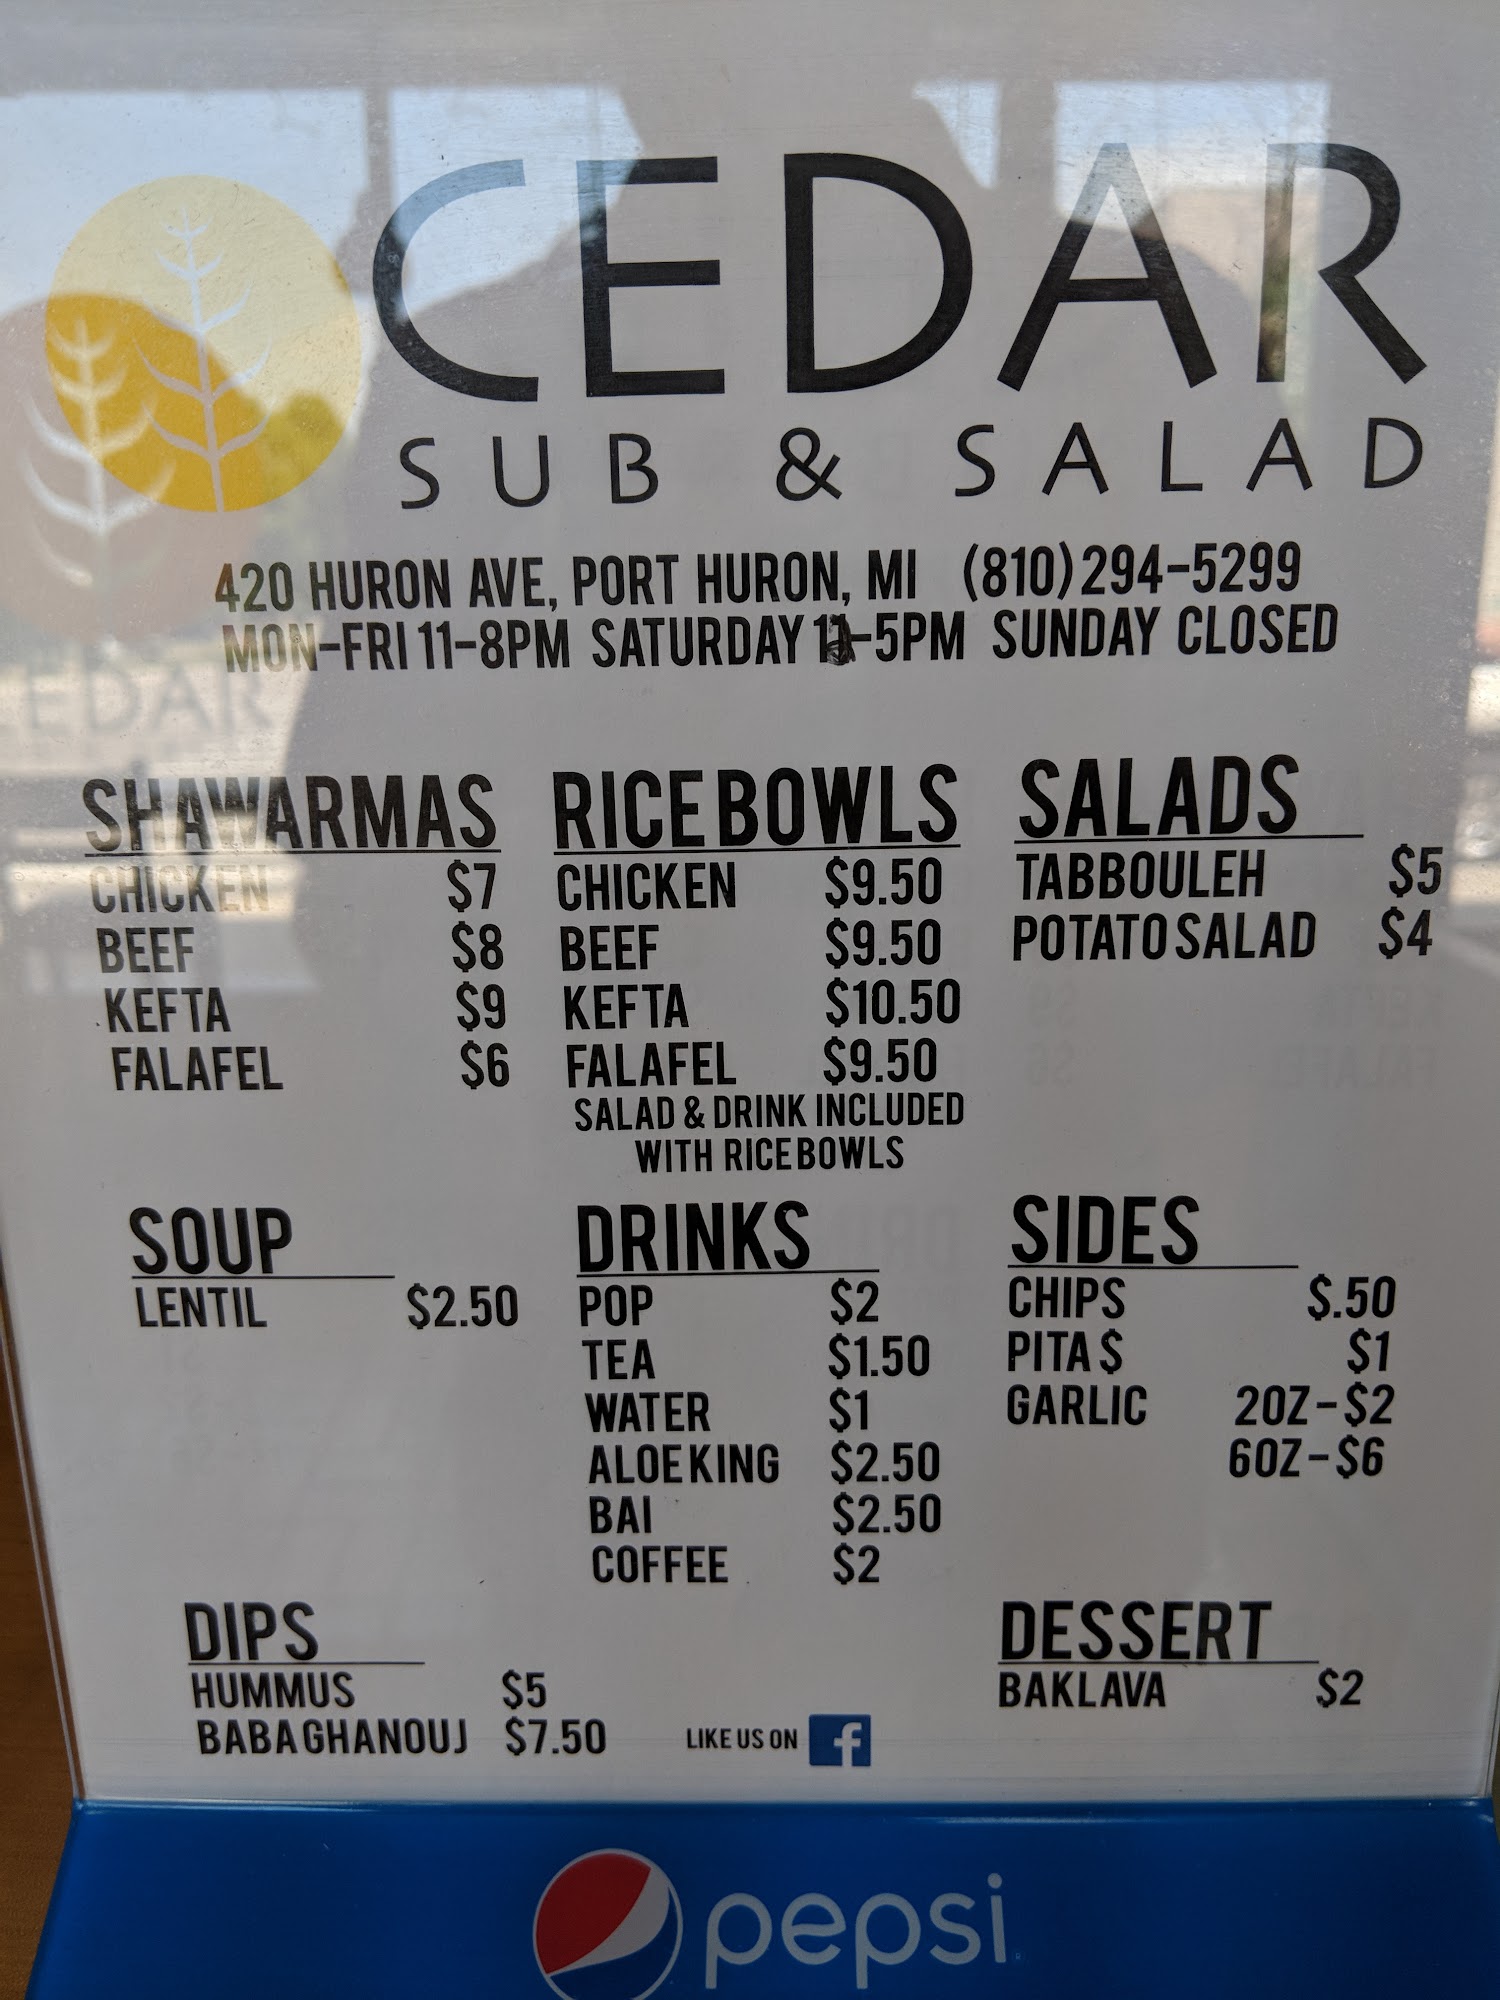 CEDAR
SUB & SALAD
420 HURON AVE, PORT HURON, MI (810)294-5299
MON-FRI 11-8PM SATURDAY 11-5PM SUNDAY CLOSED
SHAWARMAS
CHICKEN $7
BEEF $8
KEFTA $9
FALAFEL $6
RICE BOWLS
CHICKEN $9.50
BEEF $9.50
KEFTA $10.50
FALAFEL $9.50
SALAD & DRINK INCLUDED
WITH RICE BOWLS
SALADS
TABBOULEH $5
POTATO SALAD $4
SOUP
LENTIL $2.50
DRINKS
POP $2
TEA $1.50
WATER $1
ALOE KING $2.50
BAI $2.50
COFFEE $2
SIDES
CHIPS $.50
PITA $ $1
GARLIC 2OZ-$2
6OZ-$6
DIPS
HUMMUS $5
BABA GHANOUJ $7.50
LIKE US ON f
DESSERT
BAKLAVA $2
pepsi